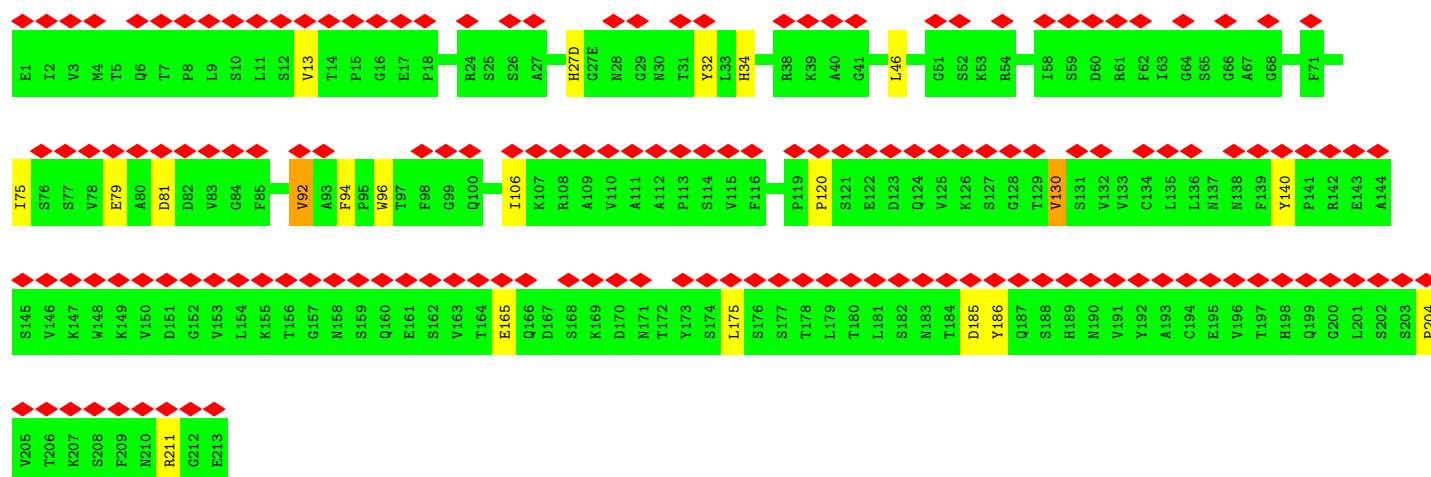 E1 I2 V3 M4 T5 Q6 T7 P8 L9 S10 L11 S12 V13 T14 P15 G16 E17 P18 R24 S25 S26 A27 H27D G27E N28 G29 N30 T31 Y32 L33 H34 R38 K39 A40 G41 L46 G51 S52 K53 R54 I58 S59 D60 R61 F62 I63 G64 S65 G66 A67 G68 F71
I75 S76 S77 V78 E79 A80 D81 D82 V83 G84 F85 V92 A93 F94 P95 W96 T97 F98 G99 Q100 I106 K107 R108 A109 V110 A111 A112 P113 S114 V115 F116 P119 P120 S121 E122 D123 Q124 V125 K126 S127 G128 T129 V130 S131 V132 V133 C134 L135 L136 N137 N138 F139 Y140 P141 R142 E143 A144
S145 V146 K147 W148 K149 V150 D151 G152 V153 L154 K155 T156 G157 N158 S159 Q160 E161 S162 V163 T164 E165 Q166 D167 S168 K169 D170 N171 T172 Y173 S174 L175 S176 S177 T178 L179 T180 L181 S182 N183 T184 D185 Y186 Q187 S188 H189 N190 V191 Y192 A193 C194 E195 V196 T197 H198 Q199 G200 L201 S202 S203 P204
V205 T206 K207 S208 F209 N210 R211 G212 E213